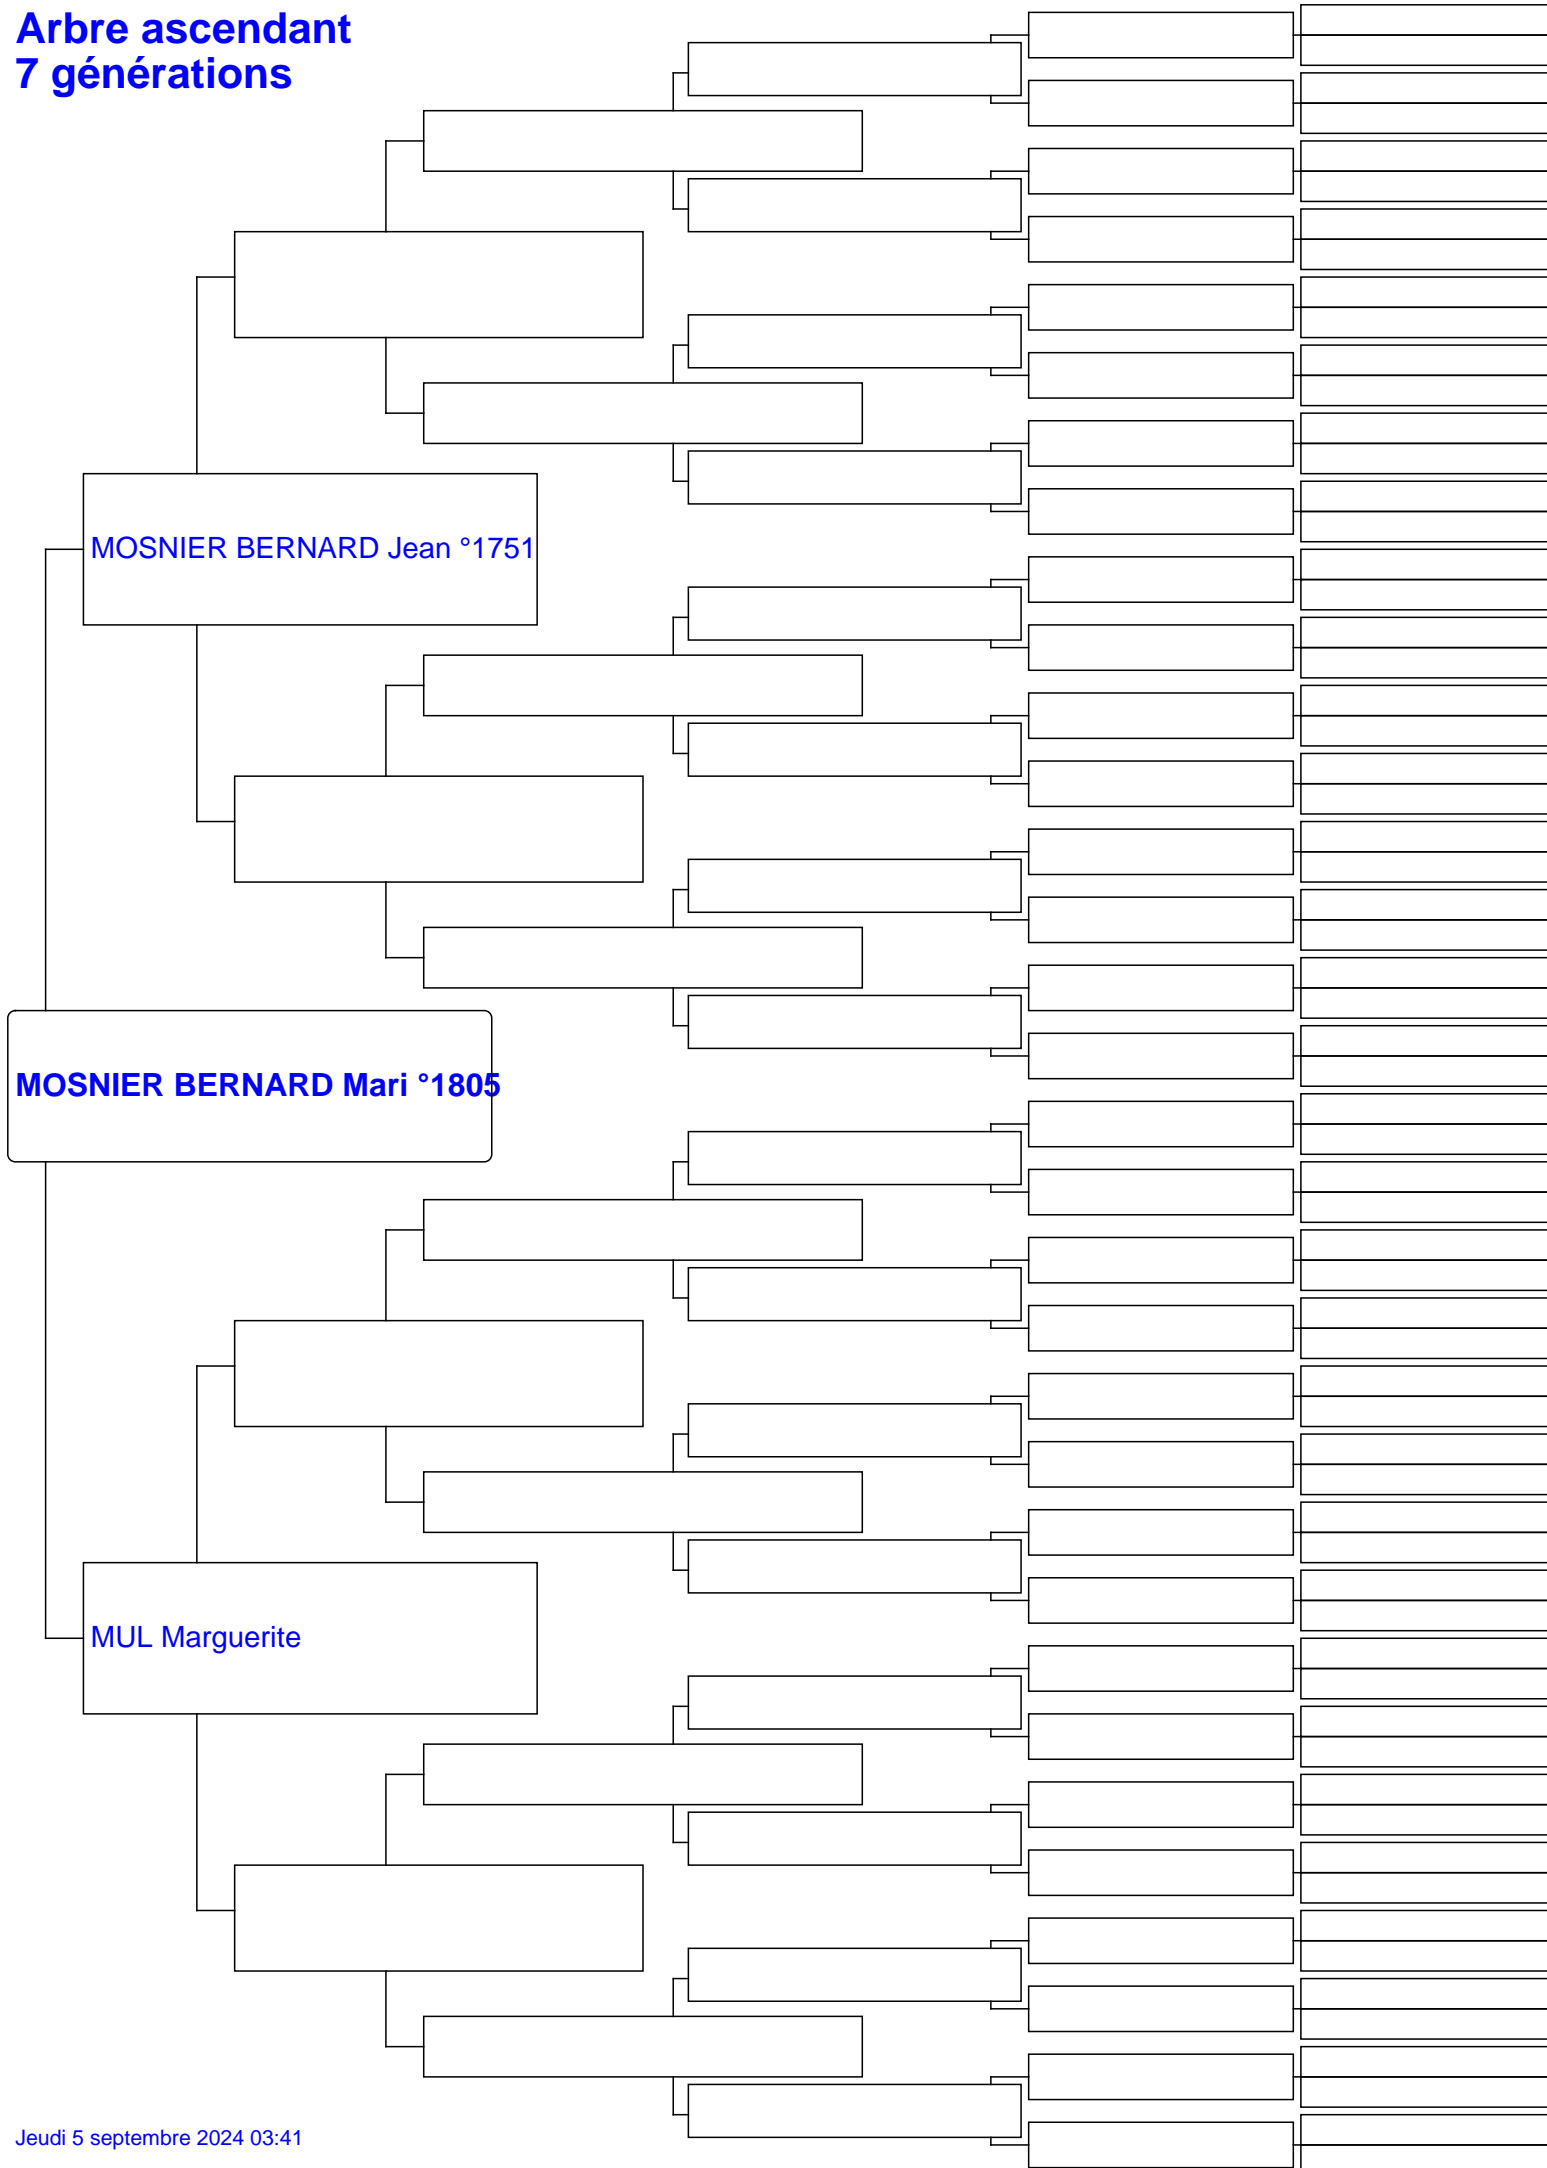 Arbre ascendant
7 générations
MOSNIER BERNARD Jean °1751
MOSNIER BERNARD Mari °1805
MUL Marguerite
Jeudi 5 septembre 2024 03:41